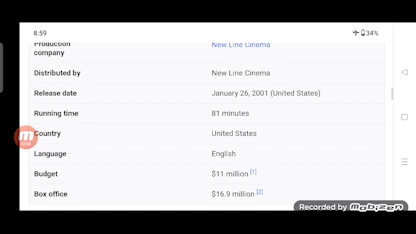 8:59
34%
Production
company
New Line Cinema
Distributed by
New Line Cinema
Release date
January 26, 2001 (United States)
Running time
81 minutes
Country
United States
Language
English
Budget
$11 million [1]
Box office
$16.9 million [2]
Recorded by MOBIZEN